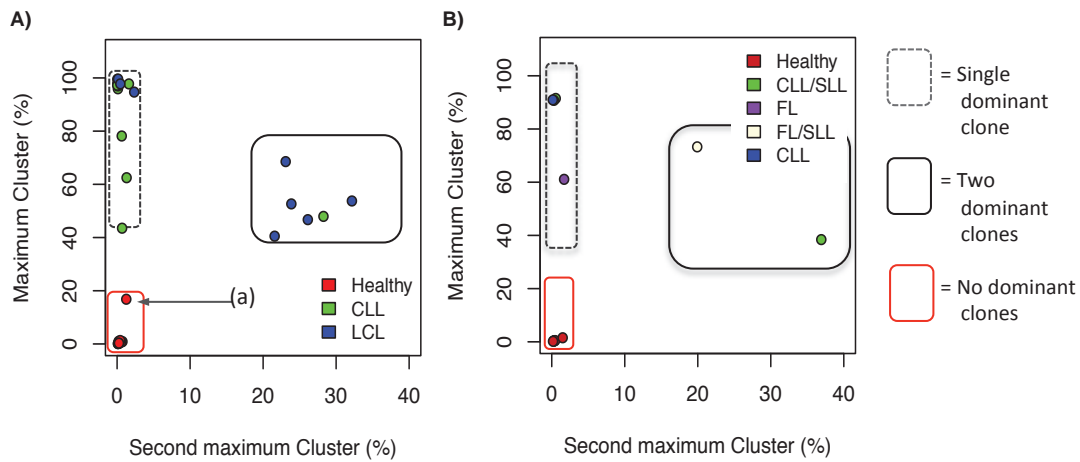 A)
Maximum Cluster (%)
100
80
60
40
20
0
(a)
Healthy
CLL
LCL
0
10
20
30
40
Second maximum Cluster (%)
B)
Maximum Cluster (%)
100
80
60
40
20
0
Healthy
CLL/SLL
FL
FL/SLL
CLL
0
10
20
30
40
Second maximum Cluster (%)
= Single
dominant
clone
= Two
dominant
clones
= No dominant
clones